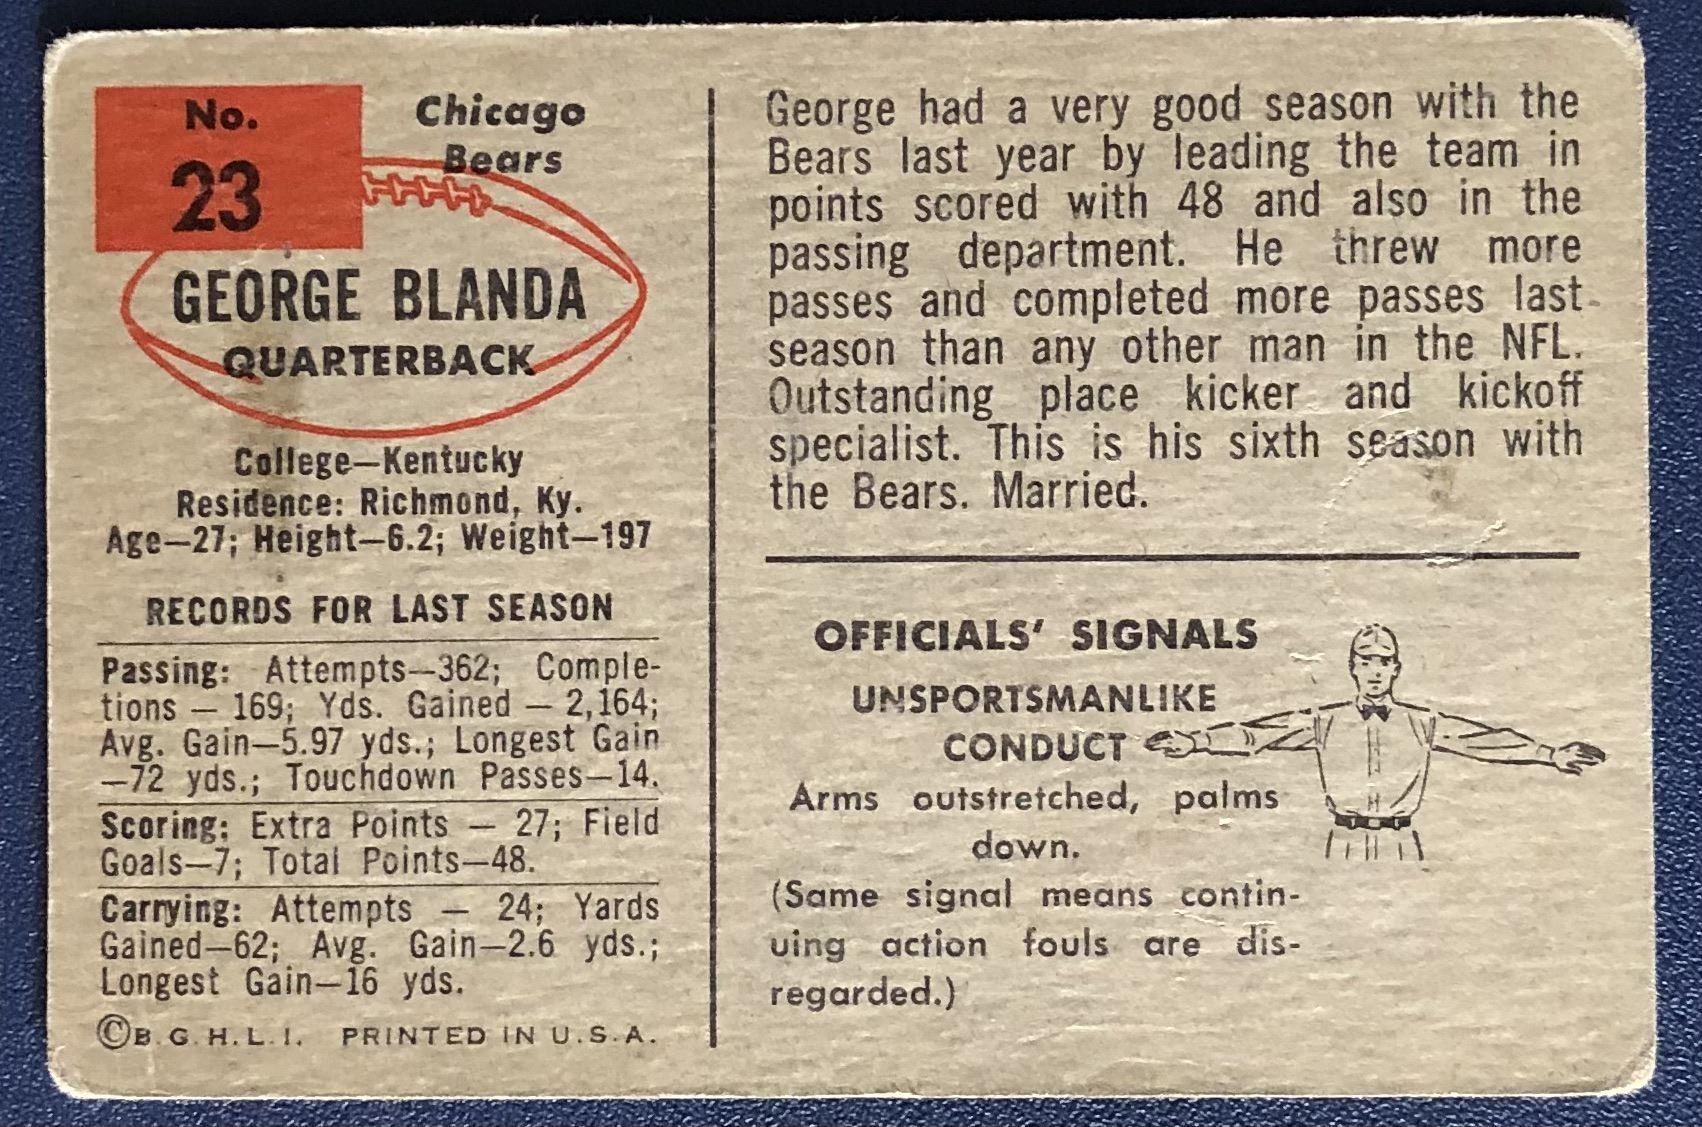 No.
23
Chicago
Bears
GEORGE BLANDA
QUARTERBACK
College—Kentucky
Residence: Richmond, Ky.
Age—27; Height—6.2; Weight—197
RECORDS FOR LAST SEASON
Passing: Attempts—362; Comple-
tions — 169; Yds. Gained — 2,164;
Avg. Gain—5.97 yds.; Longest Gain
—72 yds.; Touchdown Passes—14.
Scoring: Extra Points — 27; Field
Goals—7; Total Points—48.
Carrying: Attempts — 24; Yards
Gained—62; Avg. Gain—2.6 yds.;
Longest Gain—16 yds.
©B.G.H.L.I. PRINTED IN U.S.A.
George had a very good season with the
Bears last year by leading the team in
points scored with 48 and also in the
passing department. He threw more
passes and completed more passes last
season than any other man in the NFL.
Outstanding place kicker and kickoff
specialist. This is his sixth season with
the Bears. Married.
OFFICIALS' SIGNALS
UNSPORTSMANLIKE
CONDUCT
Arms outstretched, palms
down.
(Same signal means contin-
uing action fouls are dis-
regarded.)